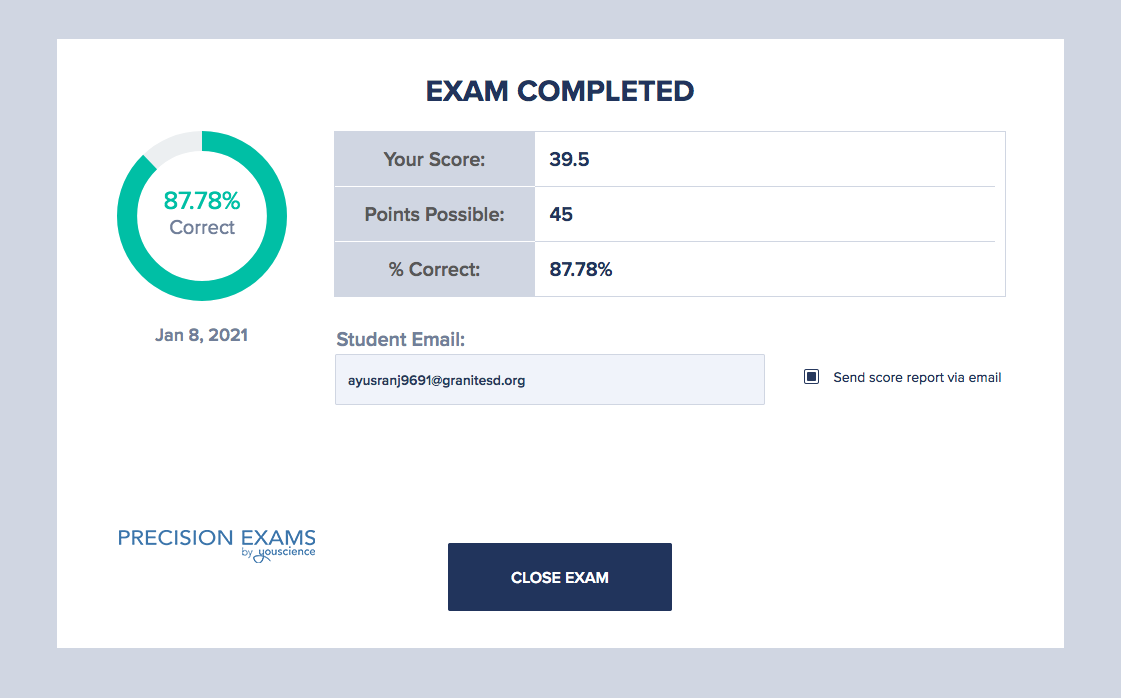 EXAM COMPLETED
87.78%
Correct
Jan 8, 2021
Your Score: 39.5
Points Possible: 45
% Correct: 87.78%
Student Email:
ayusranj9691@granitesd.org
Send score report via email
PRECISION EXAMS
by youscience
CLOSE EXAM